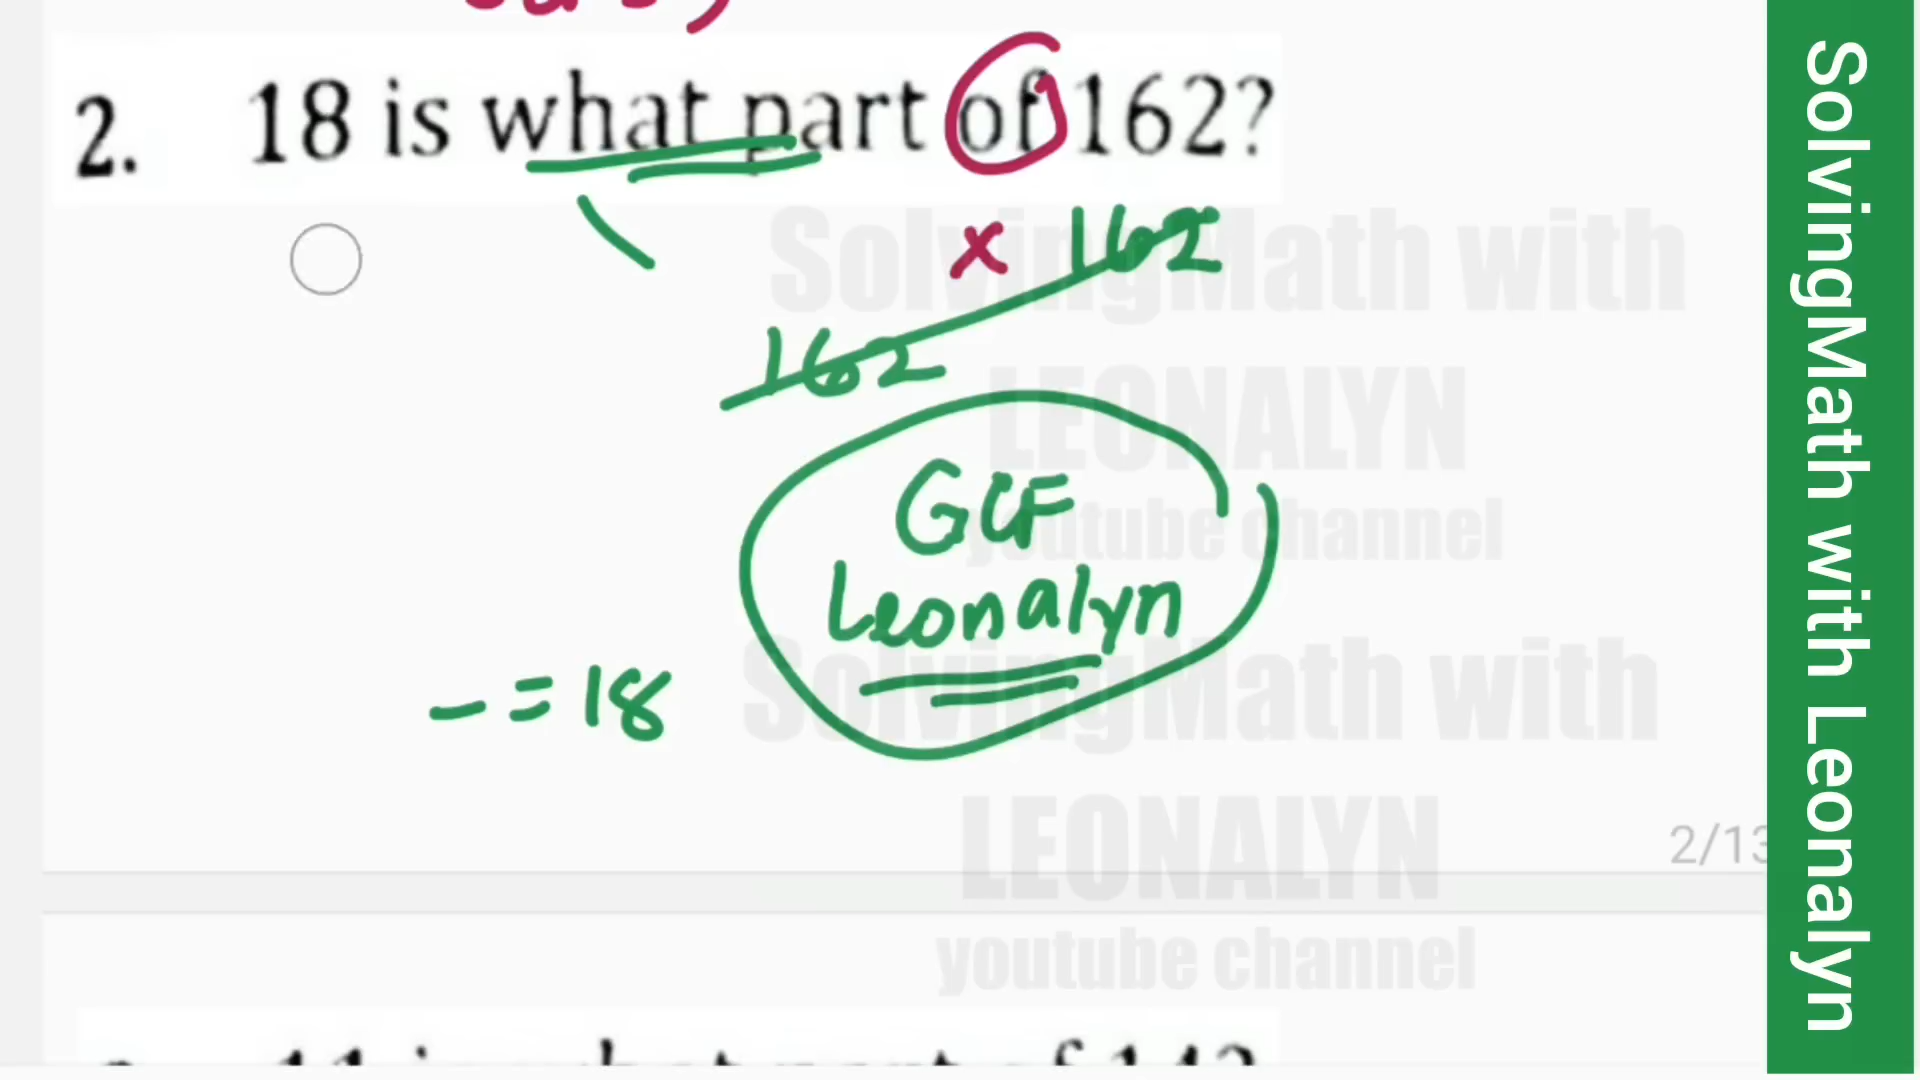 2. 18 is what part of 162?
x 162
162
GCF
Leonalyn
- = 18
SolvingMath with
LEONALYN
youtube channel
SolvingMath with
LEONALYN
youtube channel
2/13
SolvingMath with Leonalyn